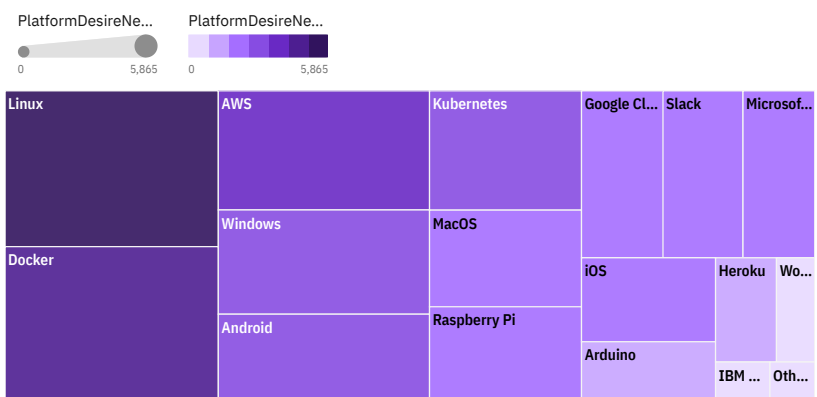 PlatformDesireNe...
PlatformDesireNe...
0
5,865
0
5,865
Linux
AWS
Kubernetes
Google Cl...
Slack
Microsof...
Windows
MacOS
Docker
iOS
Heroku
Wo...
Raspberry Pi
Android
Arduino
IBM ...
Oth...